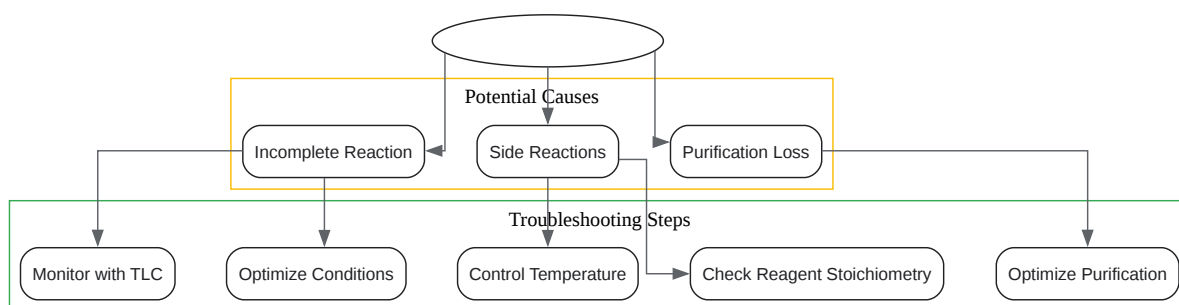 Potential Causes
Incomplete Reaction
Side Reactions
Purification Loss
Troubleshooting Steps
Monitor with TLC
Optimize Conditions
Control Temperature
Check Reagent Stoichiometry
Optimize Purification